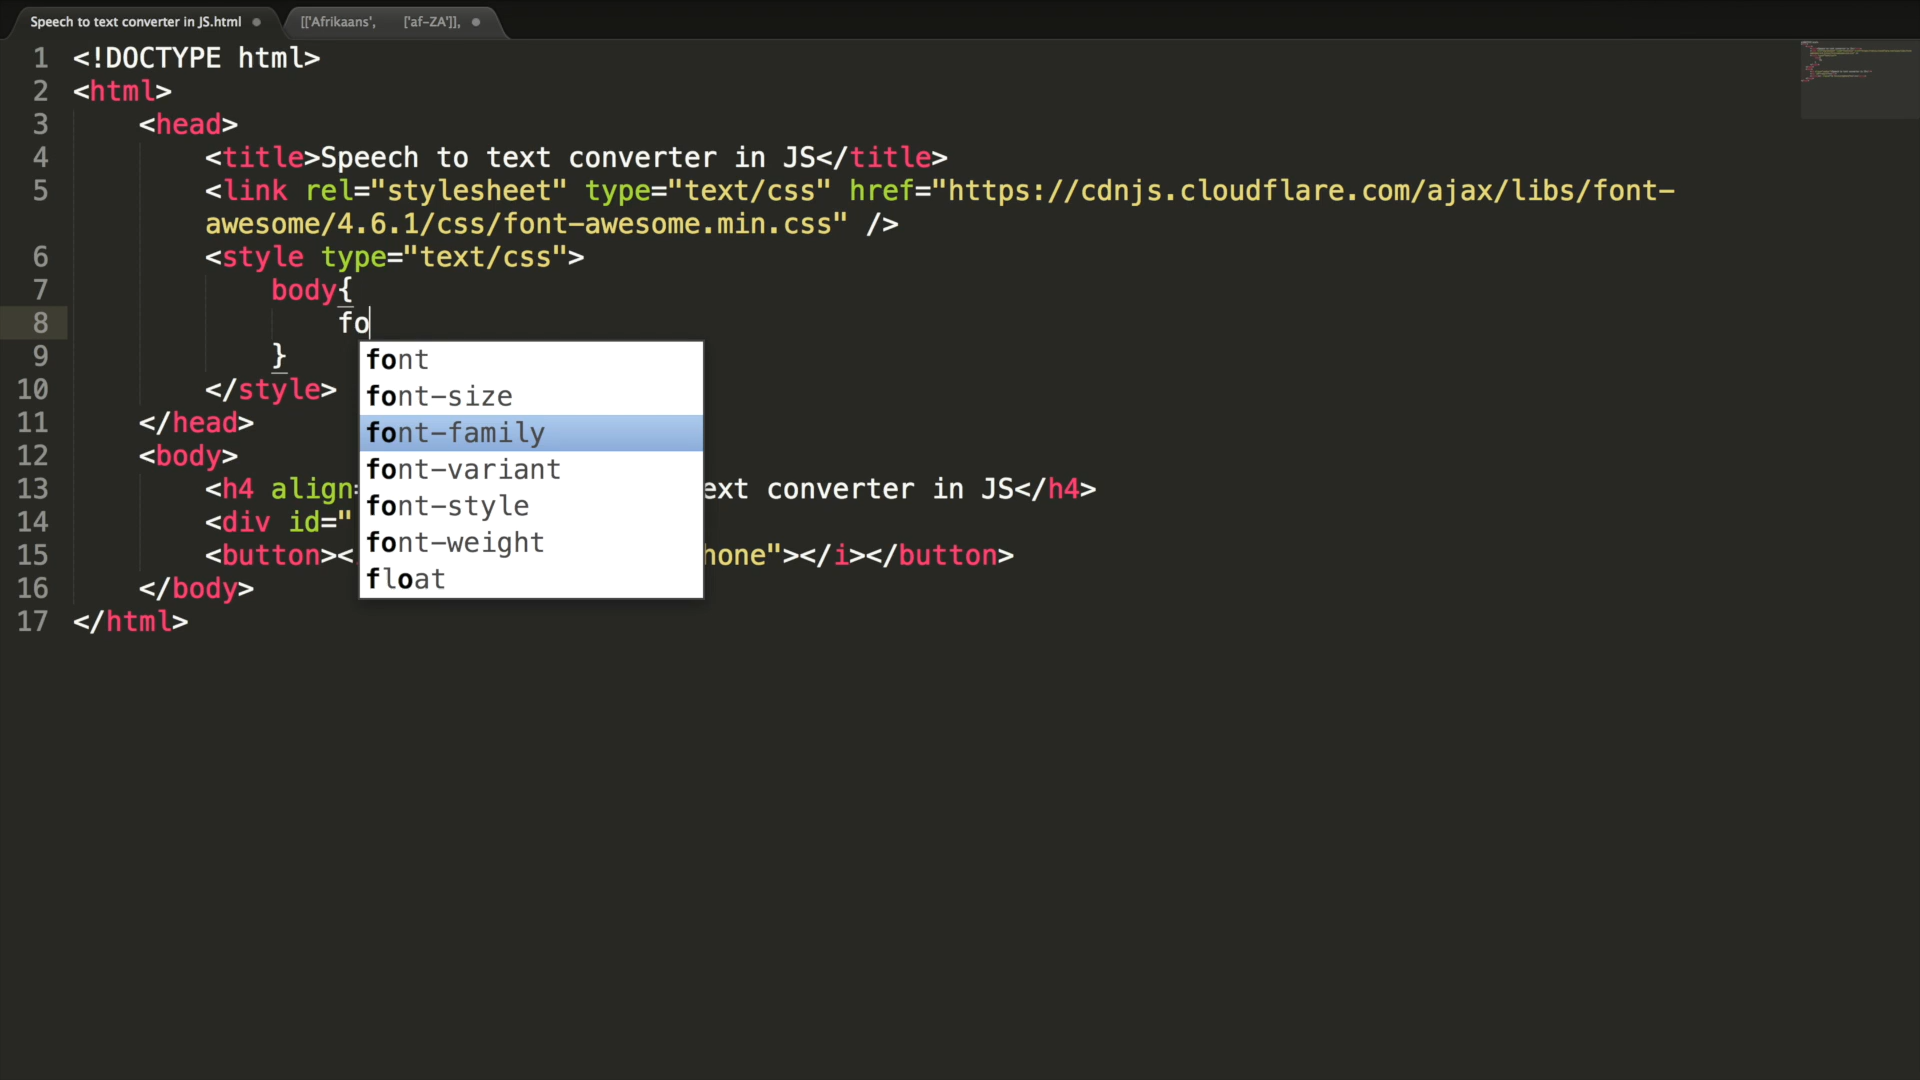 Speech to text converter in JS.html
[['Afrikaans', ['af-ZA']],
1 <!DOCTYPE html>
2 <html>
3 <head>
4 <title>Speech to text converter in JS</title>
5 <link rel="stylesheet" type="text/css" href="https://cdnjs.cloudflare.com/ajax/libs/font-
awesome/4.6.1/css/font-awesome.min.css" />
6 <style type="text/css">
7 body{
8 fo
9 }
10 </style>
11 </head>
12 <body>
13 <h4 align= ext converter in JS</h4>
14 <div id="
15 <button>< hone"></i></button>
16 </body>
17 </html>
font
font-size
font-family
font-variant
font-style
font-weight
float